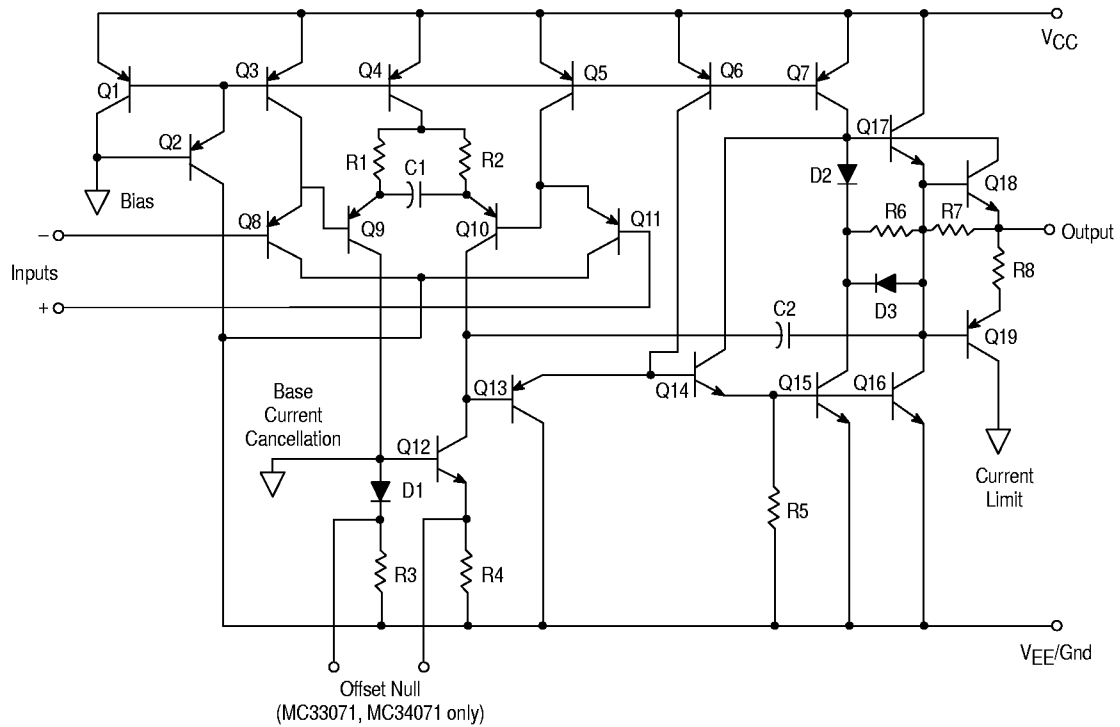 VCC
Q1
Q3
Q4
Q5
Q6
Q7
Q2
Bias
R1
C1
R2
Q17
D2
Q18
Q8
Q9
Q10
Q11
R6
R7
Output
−
Inputs
+
R8
D3
C2
Q19
Base
Current
Cancellation
Q13
Q14
Q15
Q16
Q12
D1
Current
Limit
R5
R3
R4
VEE/Gnd
Offset Null
(MC33071, MC34071 only)